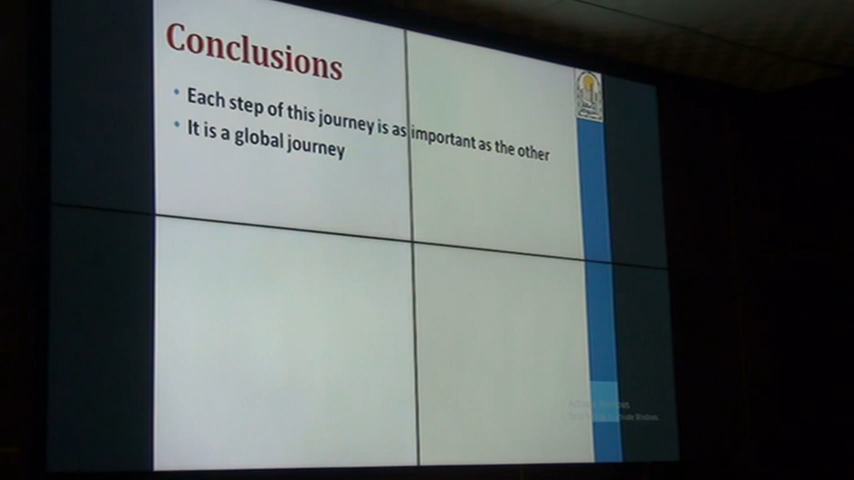 Conclusions
• Each step of this journey is as important as the other
• It is a global journey